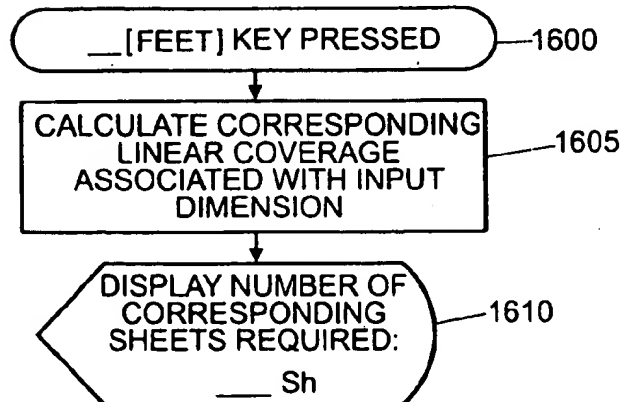 __[FEET] KEY PRESSED
1600
CALCULATE CORRESPONDING
LINEAR COVERAGE
ASSOCIATED WITH INPUT
DIMENSION
1605
DISPLAY NUMBER OF
CORRESPONDING
SHEETS REQUIRED:
___ Sh
1610